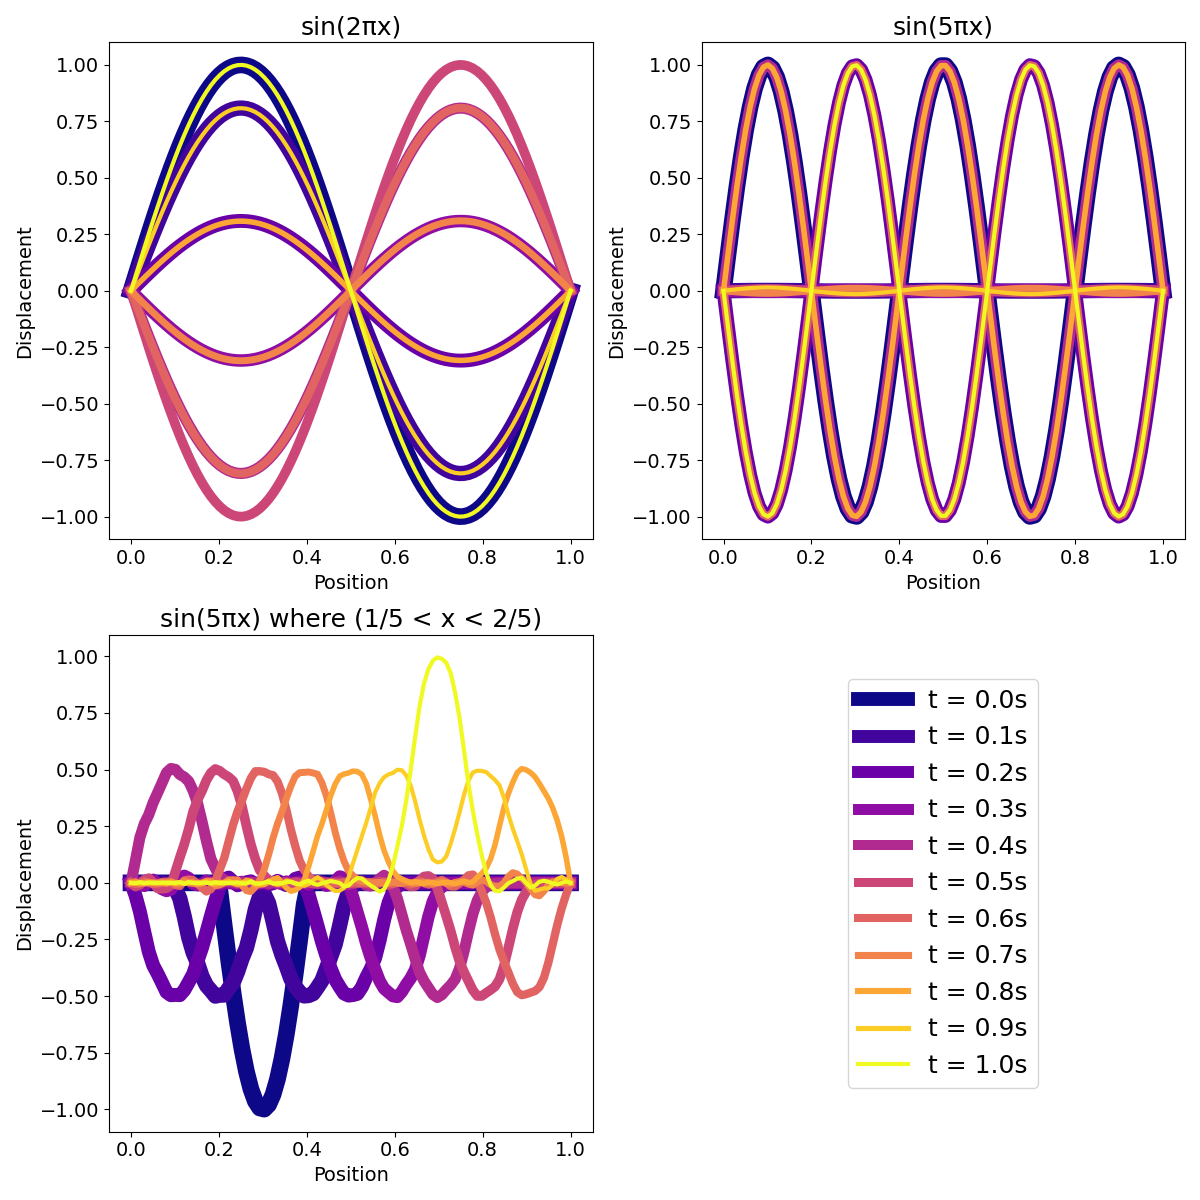 sin(2πx)
1.00
0.75
0.50
0.25
0.00
−0.25
−0.50
−0.75
−1.00
Displacement
0.0 0.2 0.4 0.6 0.8 1.0
Position
sin(5πx)
1.00
0.75
0.50
0.25
0.00
−0.25
−0.50
−0.75
−1.00
Displacement
0.0 0.2 0.4 0.6 0.8 1.0
Position
sin(5πx) where (1/5 < x < 2/5)
1.00
0.75
0.50
0.25
0.00
−0.25
−0.50
−0.75
−1.00
Displacement
0.0 0.2 0.4 0.6 0.8 1.0
Position
t = 0.0s
t = 0.1s
t = 0.2s
t = 0.3s
t = 0.4s
t = 0.5s
t = 0.6s
t = 0.7s
t = 0.8s
t = 0.9s
t = 1.0s